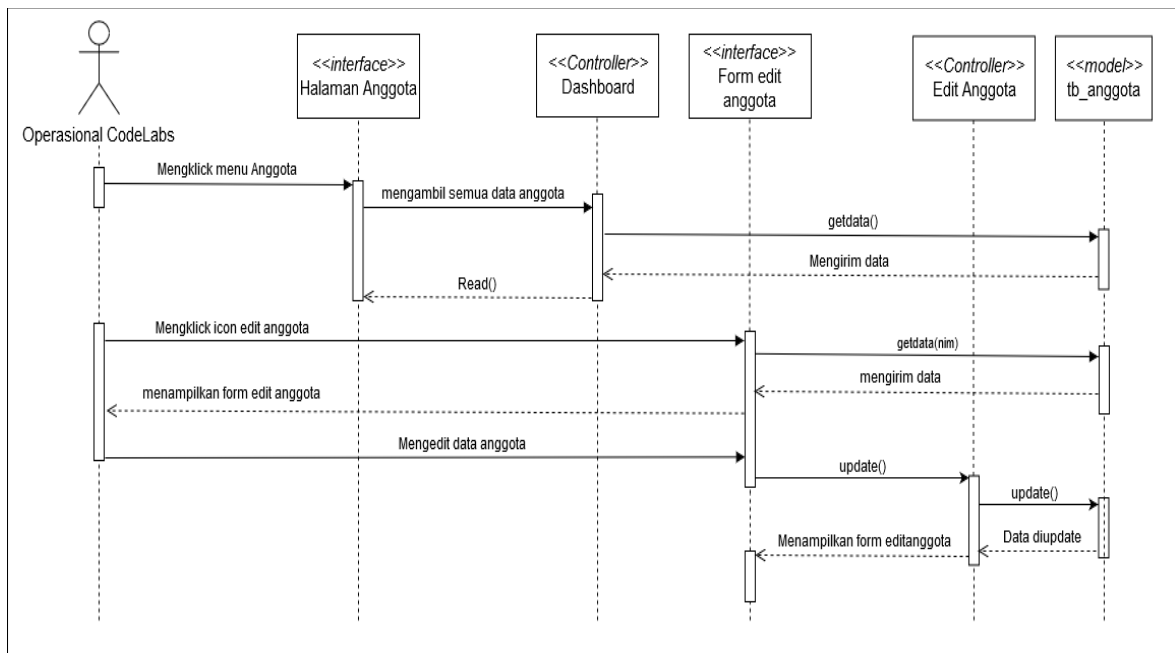 <<interface>>
Halaman Anggota
<<Controller>>
Dashboard
<<interface>>
Form edit
anggota
<<Controller>>
Edit Anggota
<<model>>
tb_anggota
Operasional CodeLabs
Mengklick menu Anggota
mengambil semua data anggota
getdata()
Mengirim data
Read()
Mengklick icon edit anggota
getdata(nim)
mengirim data
menampilkan form edit anggota
Mengedit data anggota
update()
update()
Menampilkan form editanggota
Data diupdate